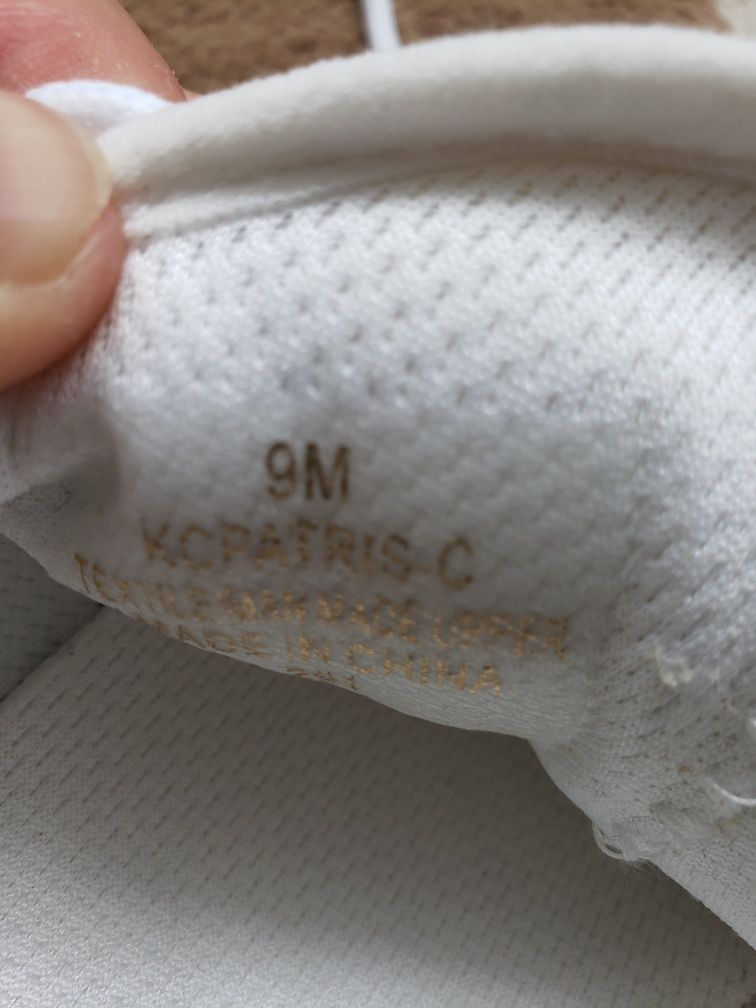 9M
KCPATRIS-C
TEXTILE/MAN MADE UPPER
MADE IN CHINA